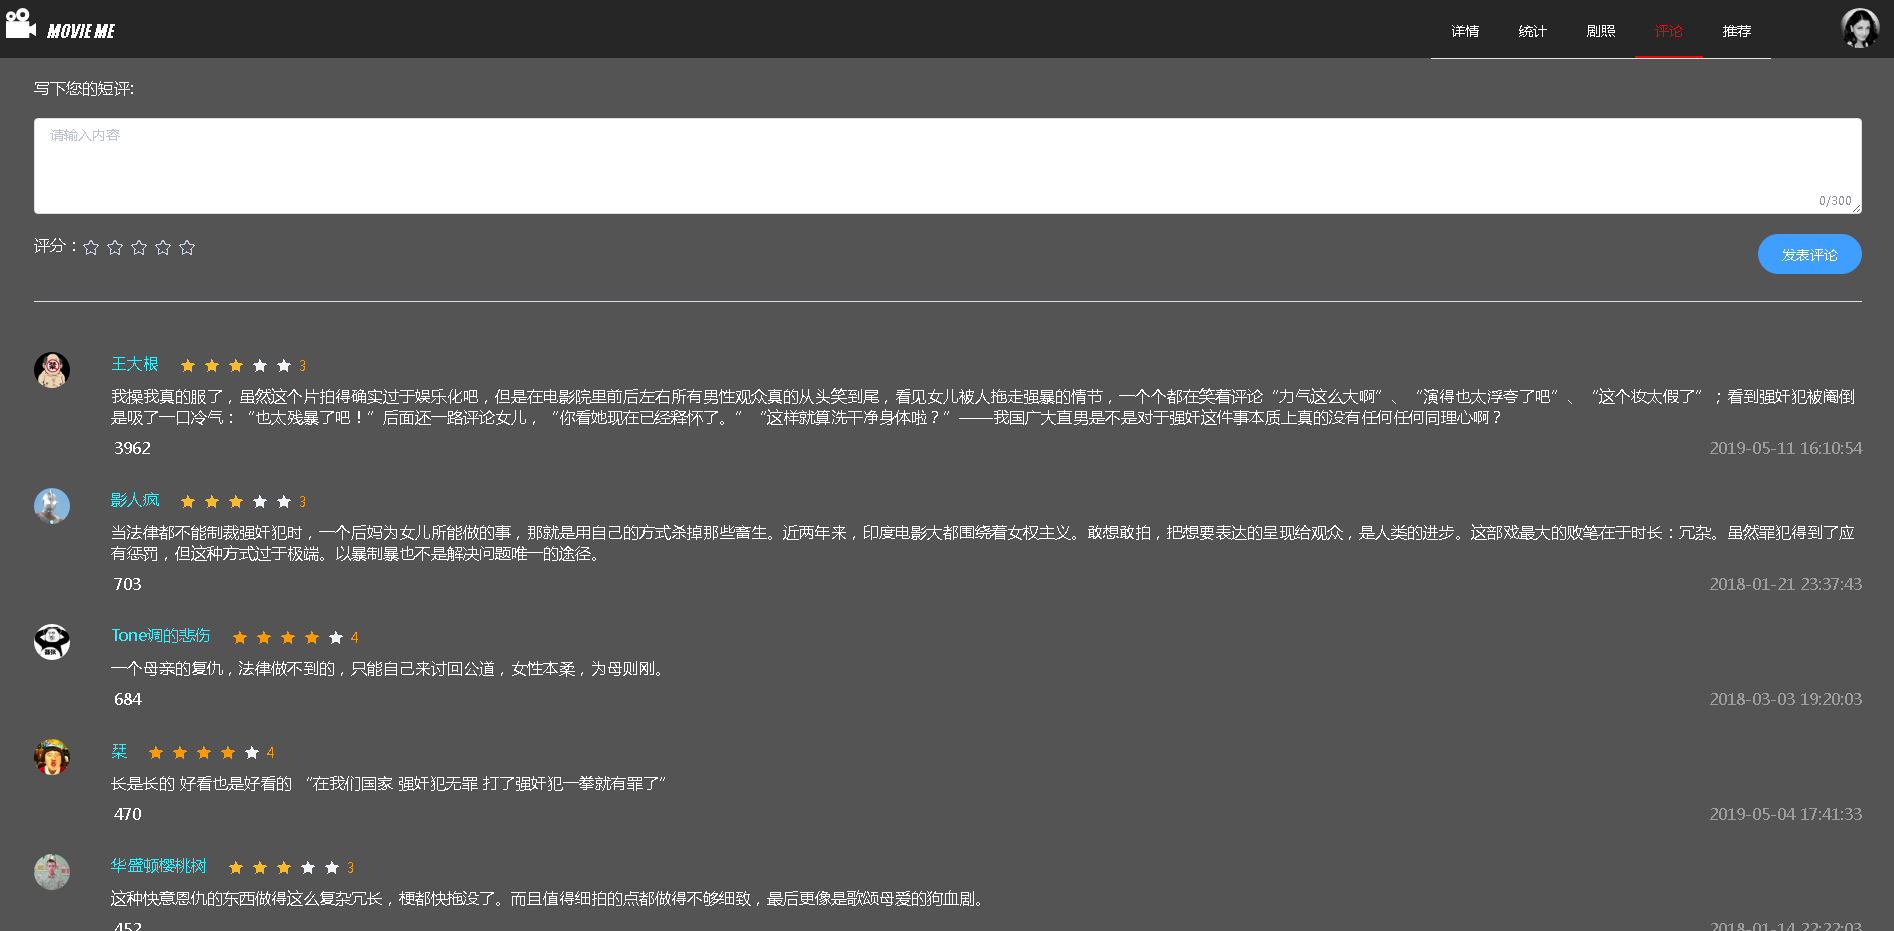 MOVIE ME
详情 统计 剧照 评论 推荐
写下您的短评:
请输入内容
0/300
评分：
发表评论
王大根 3
我操我真的服了，虽然这个片拍得确实过于娱乐化吧，但是在电影院里前后左右所有男性观众真的从头笑到尾，看见女儿被人拖走强暴的情节，一个个都在笑着评论“力气这么大啊”、“演得也太浮夸了吧”、“这个妆太假了”；看到强奸犯被阉倒
是吸了一口冷气：“也太残暴了吧！”后面还一路评论女儿，“你看她现在已经释怀了。”“这样就算洗干净身体啦？”——我国广大直男是不是对于强奸这件事本质上真的没有任何任何同理心啊？
3962 2019-05-11 16:10:54
影人疯 3
当法律都不能制裁强奸犯时，一个后妈为女儿所能做的事，那就是用自己的方式杀掉那些畜生。近两年来，印度电影大都围绕着女权主义。敢想敢拍，把想要表达的呈现给观众，是人类的进步。这部戏最大的败笔在于时长：冗杂。虽然罪犯得到了应
有惩罚，但这种方式过于极端。以暴制暴也不是解决问题唯一的途径。
703 2018-01-21 23:37:43
Tone调的悲伤 4
一个母亲的复仇，法律做不到的，只能自己来讨回公道，女性本柔，为母则刚。
684 2018-03-03 19:20:03
栞 4
长是长的 好看也是好看的 “在我们国家 强奸犯无罪 打了强奸犯一拳就有罪了”
470 2019-05-04 17:41:33
华盛顿樱桃树 3
这种快意恩仇的东西做得这么复杂冗长，梗都快拖没了。而且值得细拍的点都做得不够细致，最后更像是歌颂母爱的狗血剧。
452 2018-01-14 22:22:03